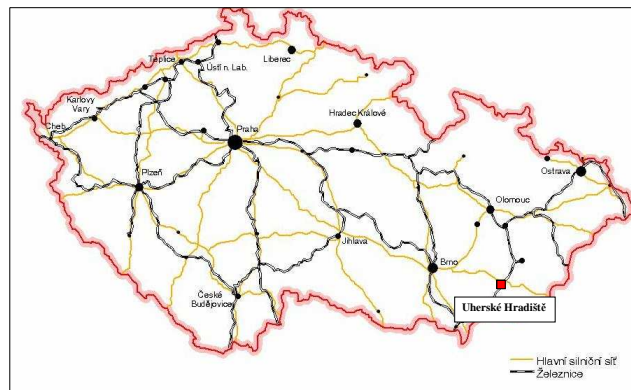 Liberec
Teplice
Ústí n. Lab.
Karlovy
Vary
Cheb
Praha
Hradec Králové
Plzeň
Ostrava
Olomouc
Jihlava
Brno
České
Budějovice
Uherské Hradiště
Hlavní silniční síť
Železnice